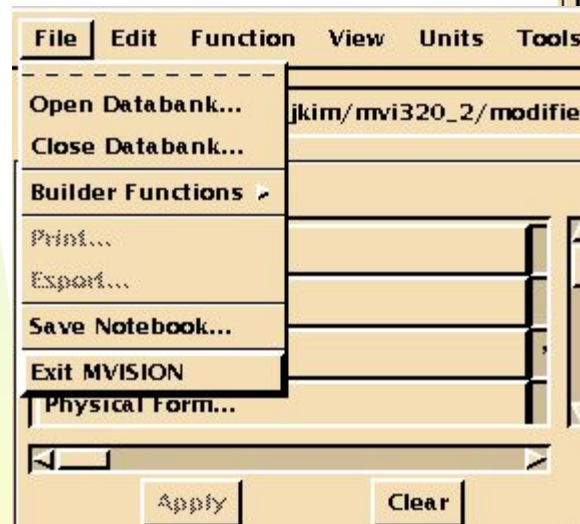 File Edit Function View Units Tools
Open Databank...
jkim/mvi320_2/modifie
Close Databank...
Builder Functions
Print...
Export...
Save Notebook...
Exit MVISION
Physical Form...
Apply Clear